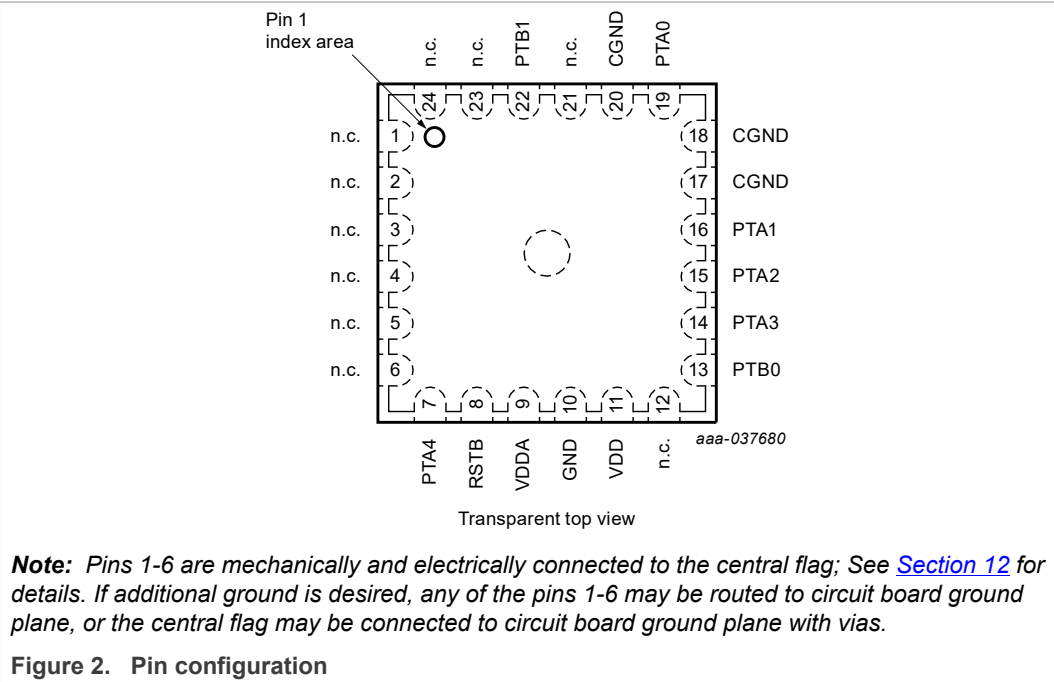 Pin 1
index area
n.c.
n.c.
PTB1
n.c.
CGND
PTA0
24
23
22
21
20
19
n.c. 1
18 CGND
n.c. 2
17 CGND
n.c. 3
16 PTA1
n.c. 4
15 PTA2
n.c. 5
14 PTA3
n.c. 6
13 PTB0
7
8
9
10
11
12
PTA4
RSTB
VDDA
GND
VDD
n.c.
aaa-037680
Transparent top view
Note: Pins 1-6 are mechanically and electrically connected to the central flag; See Section 12 for
details. If additional ground is desired, any of the pins 1-6 may be routed to circuit board ground
plane, or the central flag may be connected to circuit board ground plane with vias.
Figure 2. Pin configuration